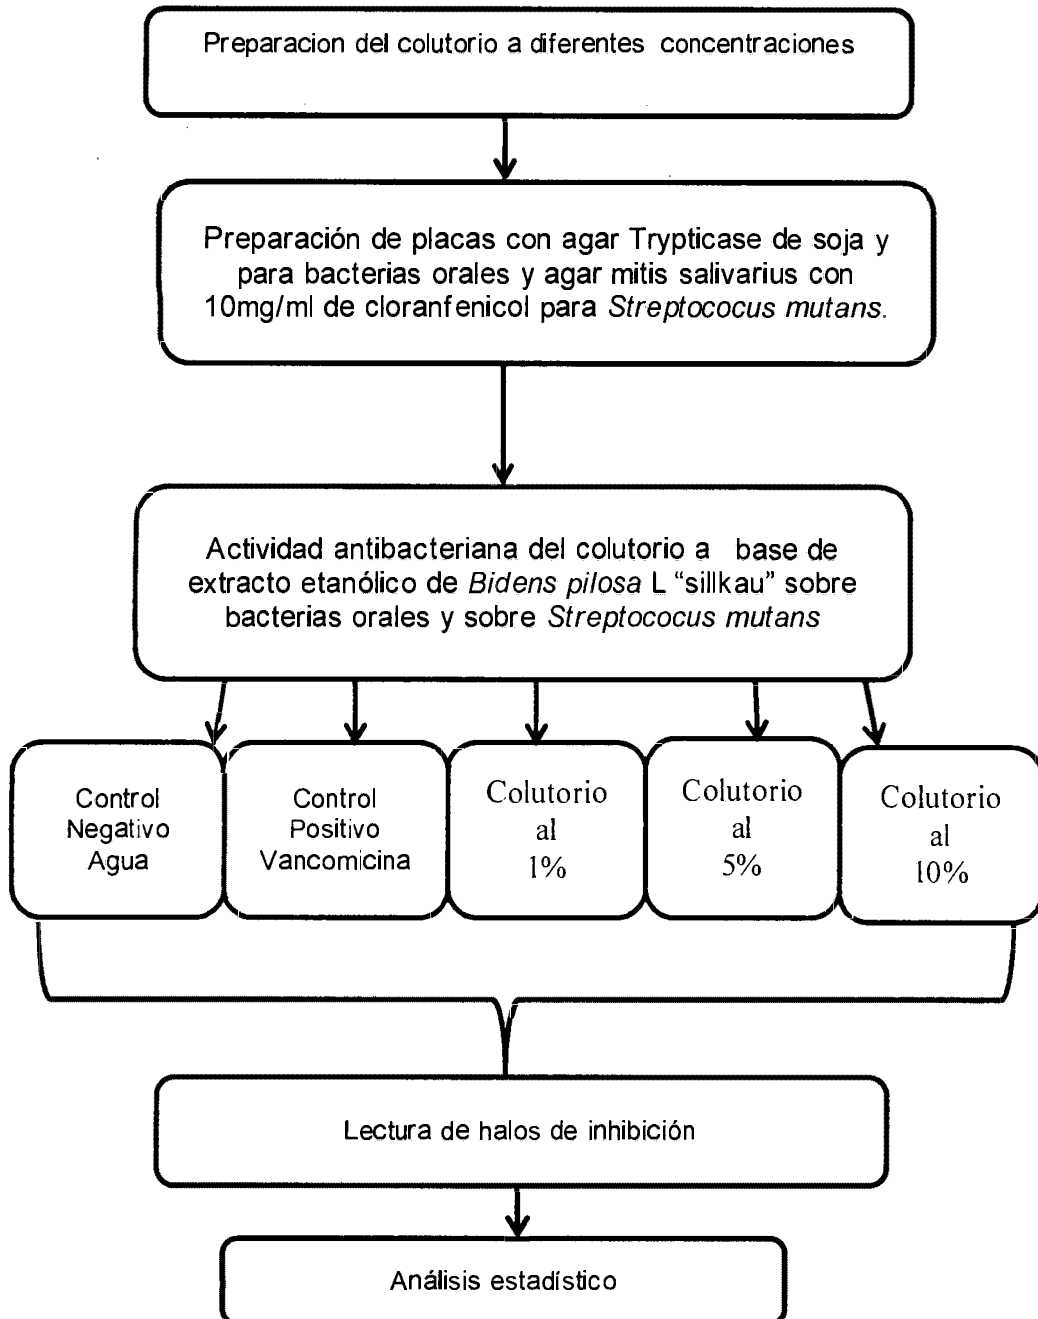 Preparacion del colutorio a diferentes concentraciones
Preparación de placas con agar Trypticase de soja y
para bacterias orales y agar mitis salivarius con
10mg/ml de cloranfenicol para Streptococus mutans.
Actividad antibacteriana del colutorio a base de
extracto etanólico de Bidens pilosa L “sillkau” sobre
bacterias orales y sobre Streptococus mutans
Control
Negativo
Agua
Control
Positivo
Vancomicina
Colutorio
al
1%
Colutorio
al
5%
Colutorio
al
10%
Lectura de halos de inhibición
Análisis estadístico